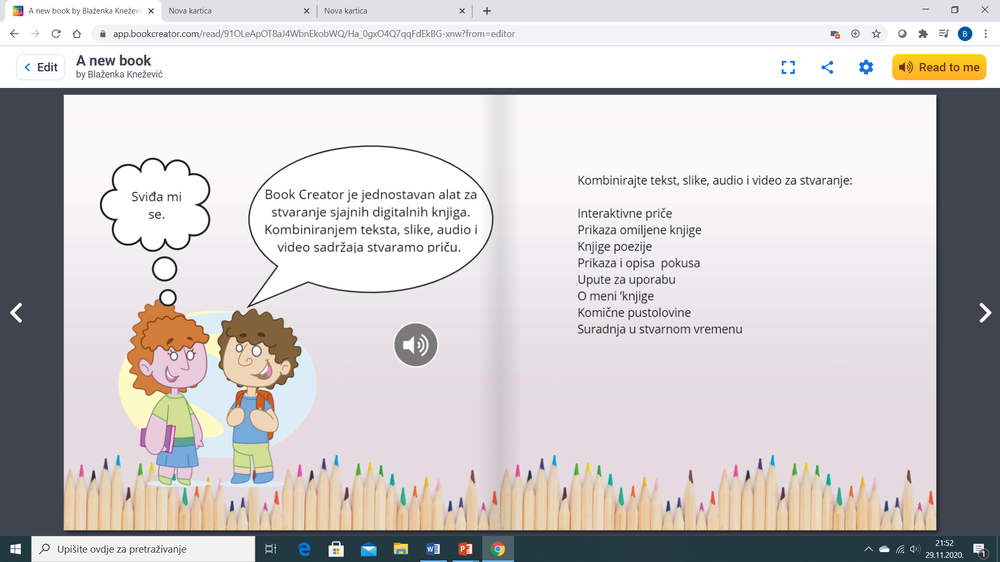 A new book by Blaženka Knežević
Nova kartica
Nova kartica
app.bookcreator.com/read/91OLeApOT8aJ4WbnEkobWQ/Ha_0gxO4Q7qqFdEkBG-xnw?from=editor
B
Edit
A new book
by Blaženka Knežević
Read to me
Sviđa mi
se.
Book Creator je jednostavan alat za
stvaranje sjajnih digitalnih knjiga.
Kombiniranjem teksta, slike, audio i
video sadržaja stvaramo priču.
Kombinirajte tekst, slike, audio i video za stvaranje:
Interaktivne priče
Prikaza omiljene knjige
Knjige poezije
Prikaza i opisa  pokusa
Upute za uporabu
O meni ’knjige
Komične pustolovine
Suradnja u stvarnom vremenu
Upišite ovdje za pretraživanje
21:52
29.11.2020.
1